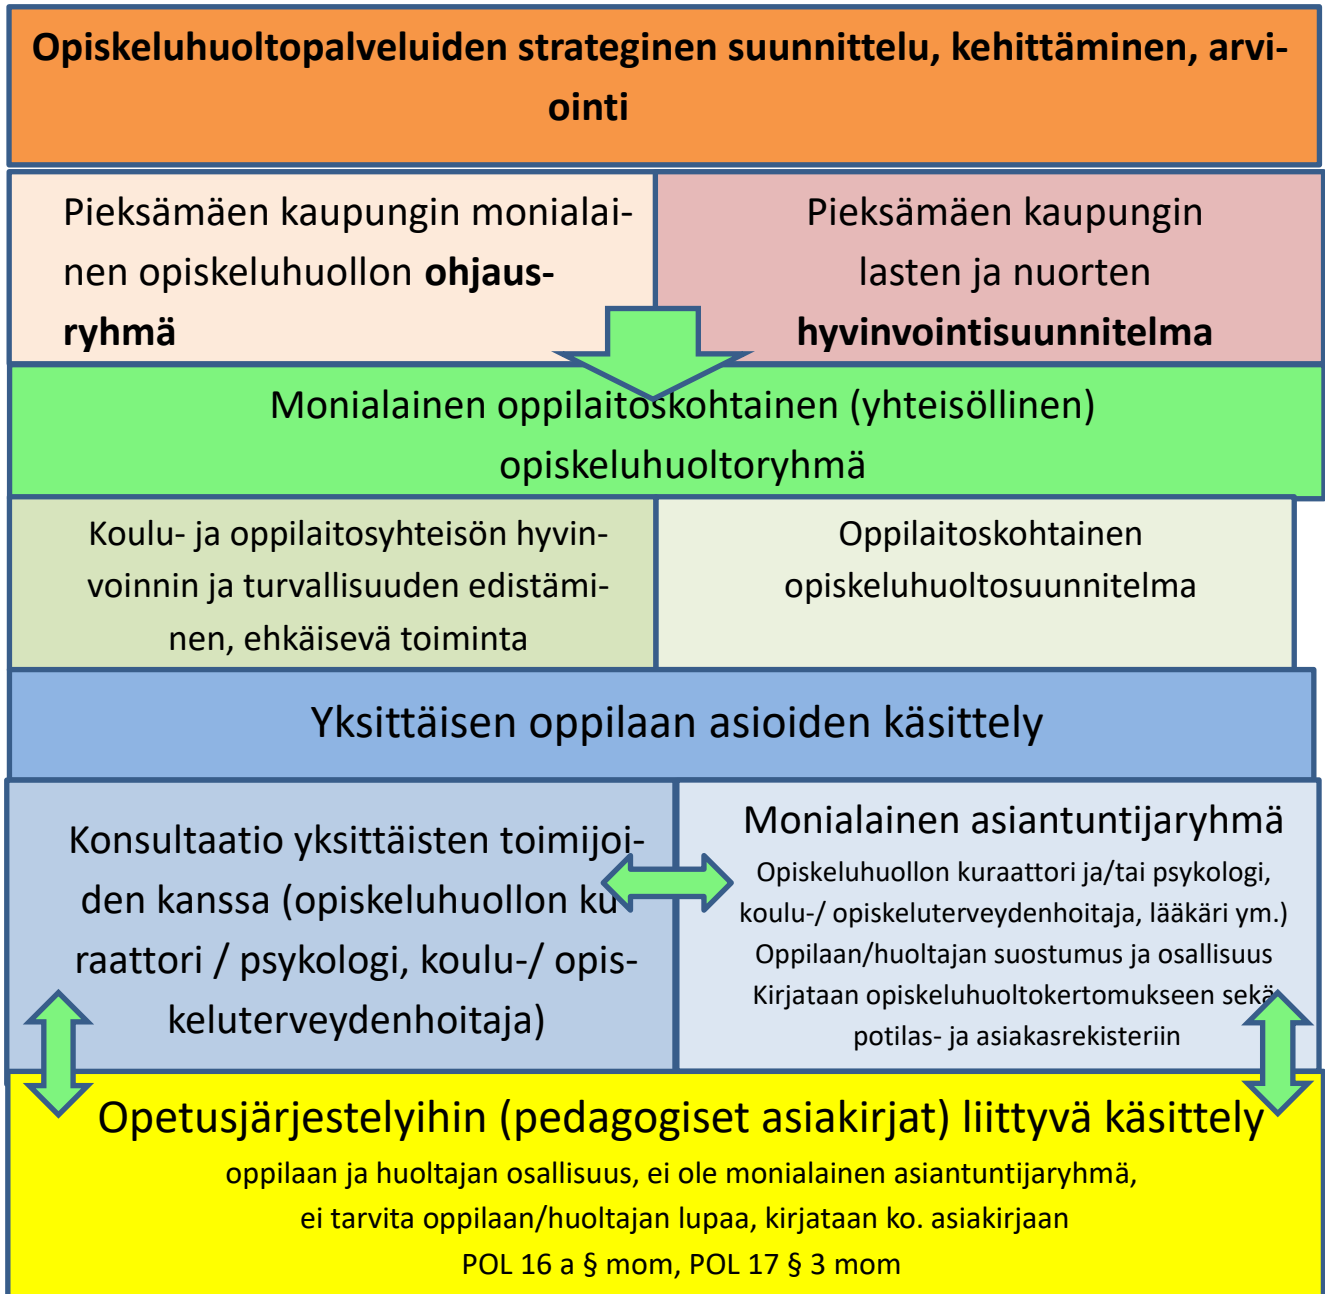 Opiskeluhuoltopalveluiden strateginen suunnittelu, kehittäminen, arvi-
ointi
Pieksämäen kaupungin monialai-
nen opiskeluhuollon ohjaus-
ryhmä
Pieksämäen kaupungin
lasten ja nuorten
hyvinvointisuunnitelma
Monialainen oppilaitoskohtainen (yhteisöllinen)
opiskeluhuoltoryhmä
Koulu- ja oppilaitosyhteisön hyvin-
voinnin ja turvallisuuden edistämi-
nen, ehkäisevä toiminta
Oppilaitoskohtainen
opiskeluhuoltosuunnitelma
Yksittäisen oppilaan asioiden käsittely
Konsultaatio yksittäisten toimijoi-
den kanssa (opiskeluhuollon ku
raattori / psykologi, koulu-/ opis-
keluterveydenhoitaja)
Monialainen asiantuntijaryhmä
Opiskeluhuollon kuraattori ja/tai psykologi,
koulu-/ opiskeluterveydenhoitaja, lääkäri ym.)
Oppilaan/huoltajan suostumus ja osallisuus
Kirjataan opiskeluhuoltokertomukseen sekä
potilas- ja asiakasrekisteriin
Opetusjärjestelyihin (pedagogiset asiakirjat) liittyvä käsittely
oppilaan ja huoltajan osallisuus, ei ole monialainen asiantuntijaryhmä,
ei tarvita oppilaan/huoltajan lupaa, kirjataan ko. asiakirjaan
POL 16 a § mom, POL 17 § 3 mom